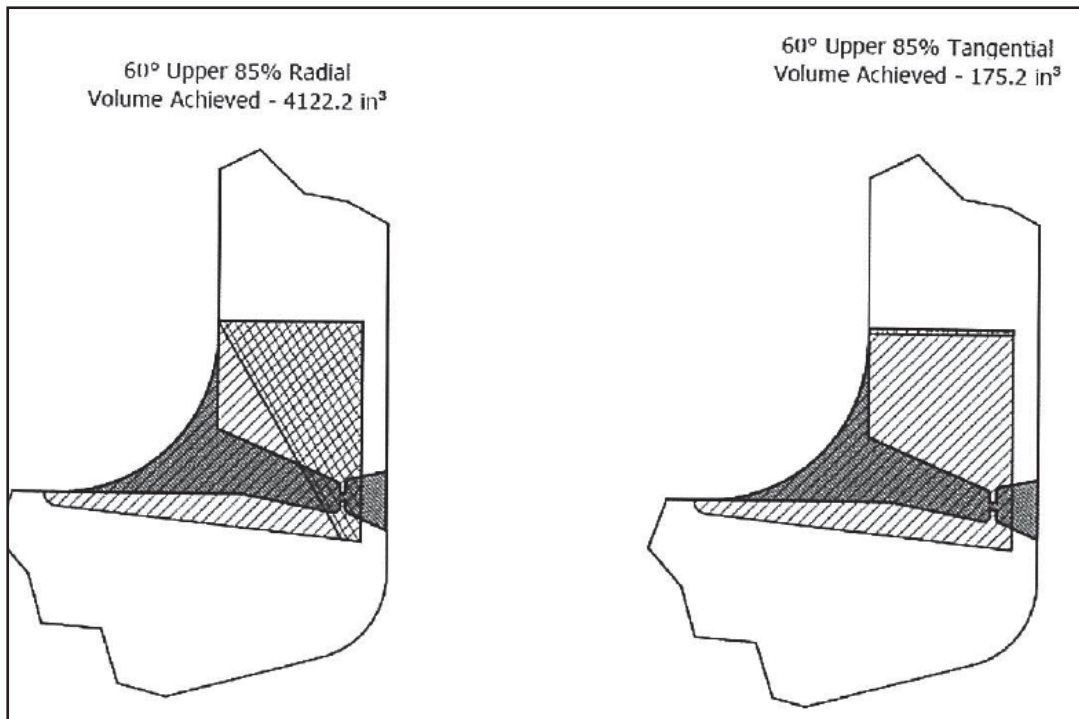 60° Upper 85% Radial
Volume Achieved - 4122.2 in³
60° Upper 85% Tangential
Volume Achieved - 175.2 in³